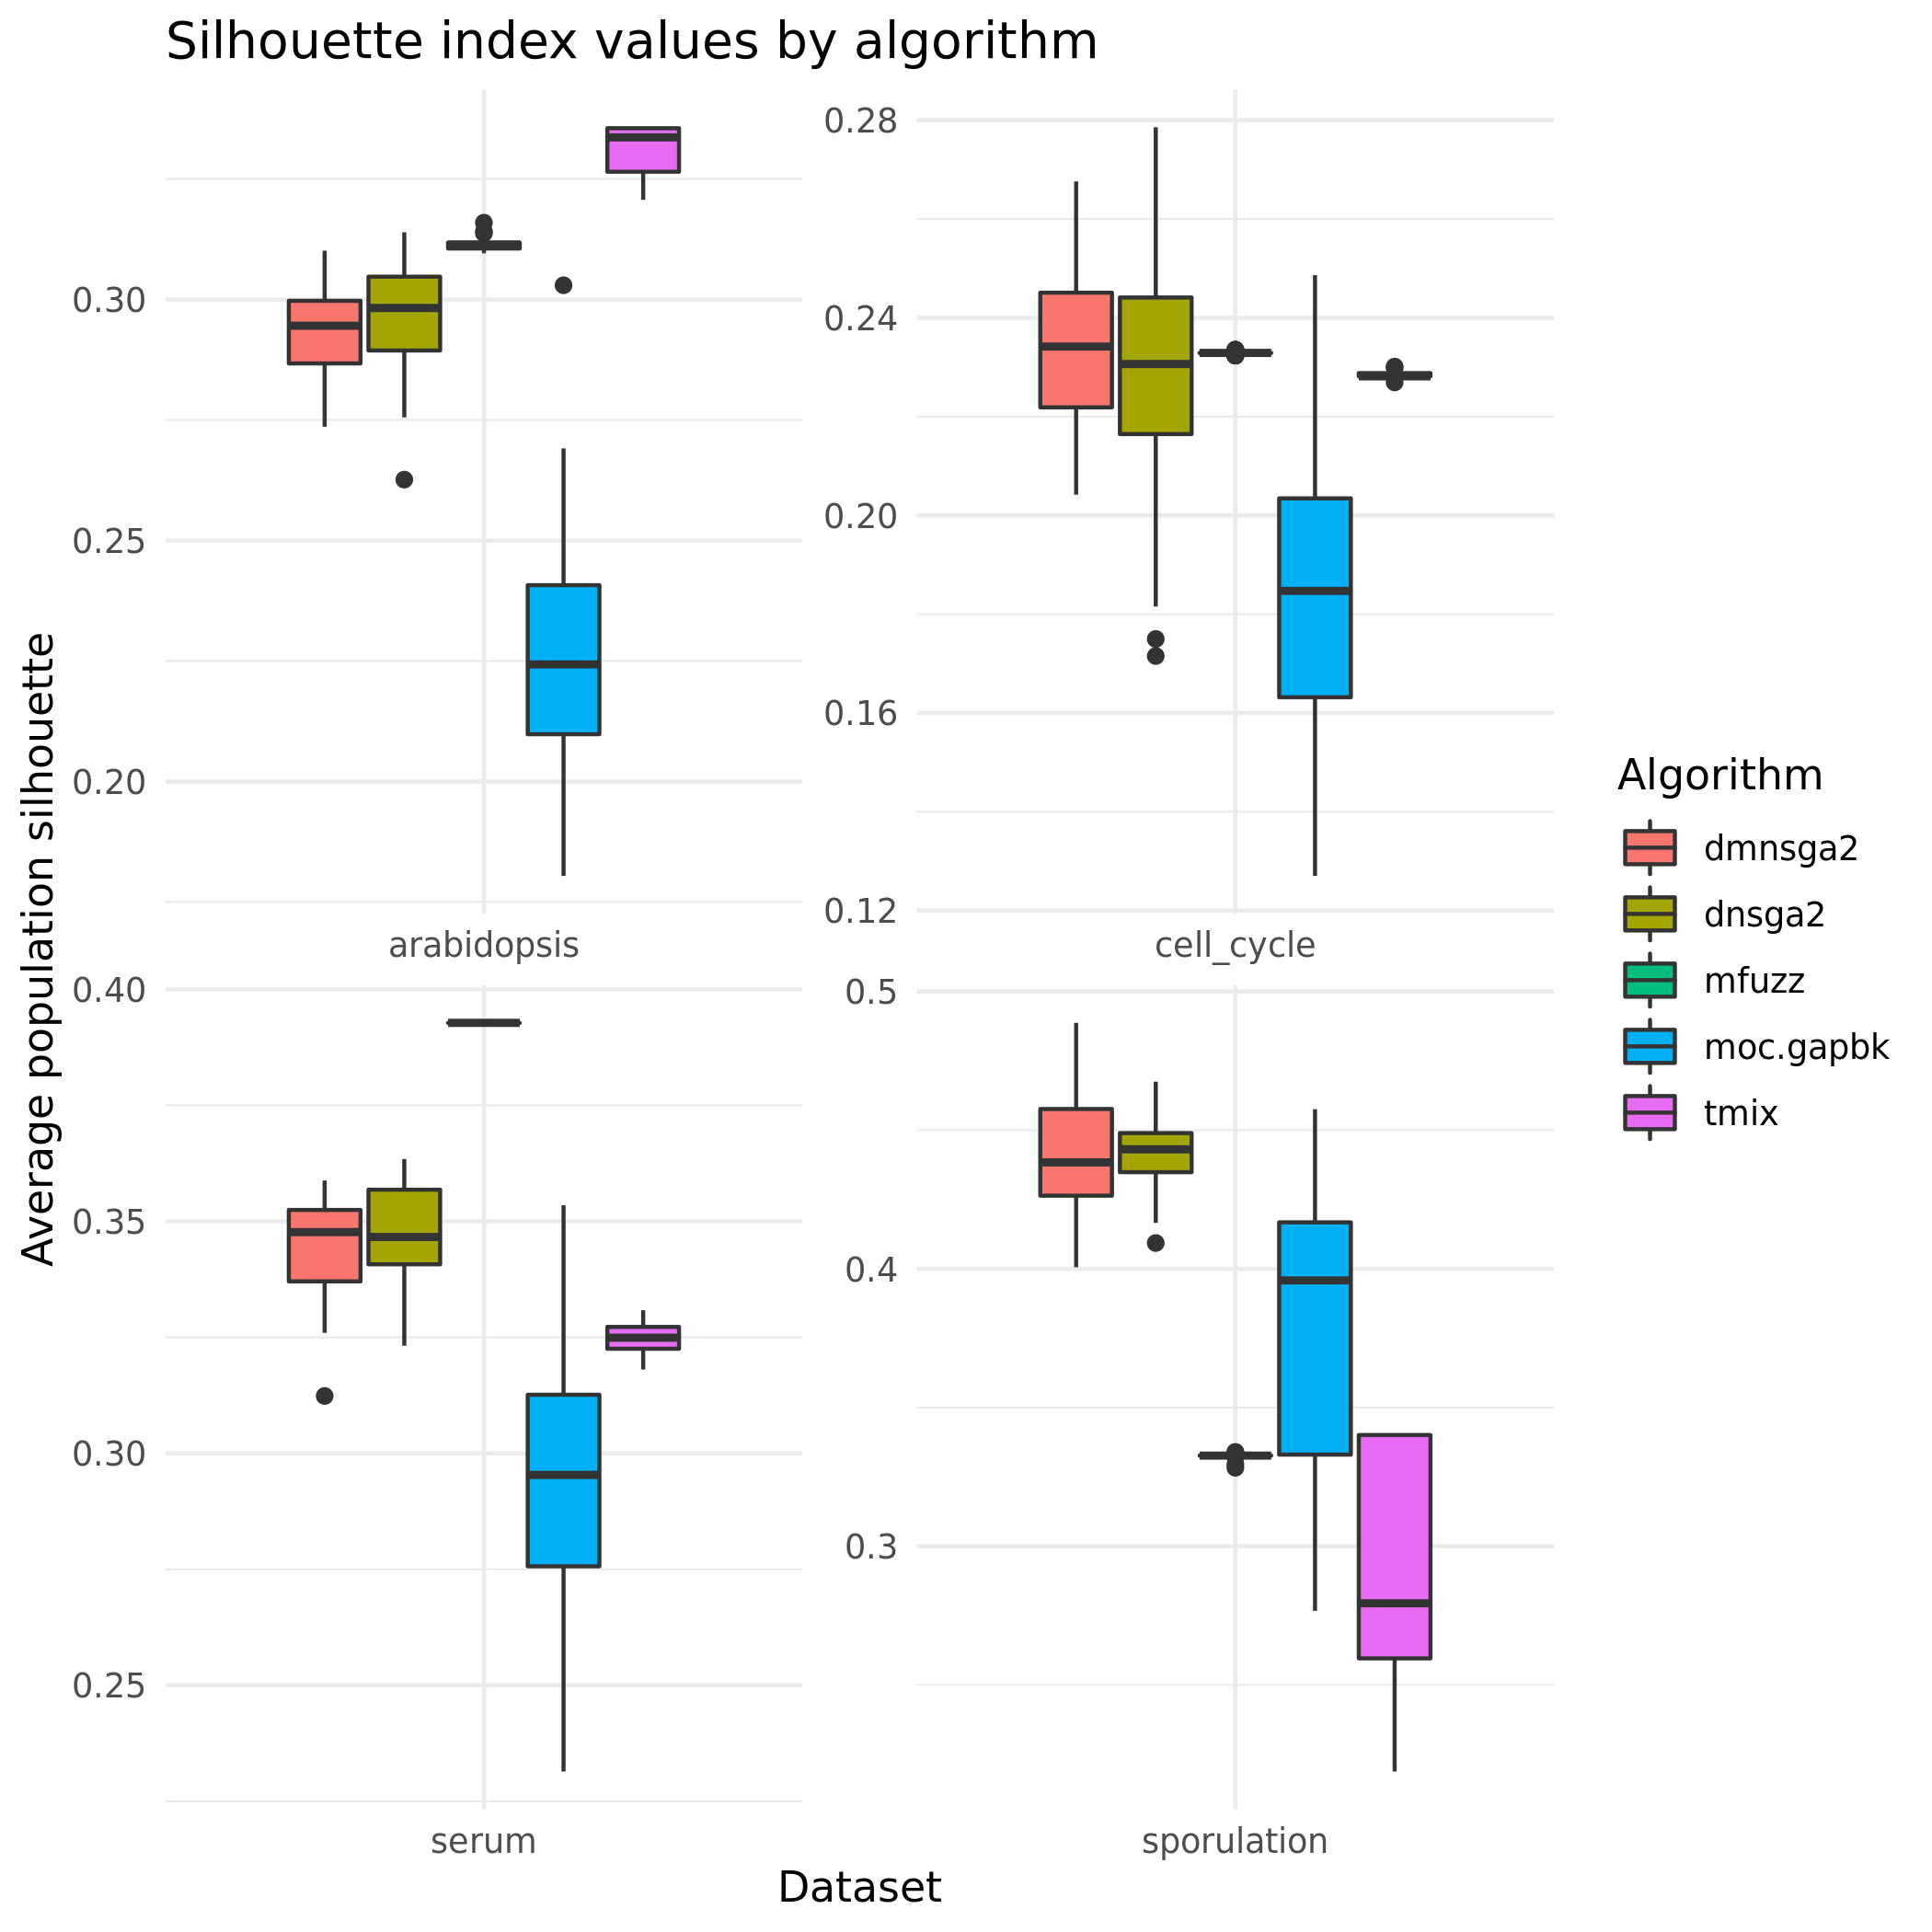 Silhouette index values by algorithm
Average population silhouette
0.30
0.25
0.20
arabidopsis
0.28
0.24
0.20
0.16
0.12
cell_cycle
0.40
0.35
0.30
0.25
serum
0.5
0.4
0.3
sporulation
Dataset
Algorithm
dmnsga2
dnsga2
mfuzz
moc.gapbk
tmix